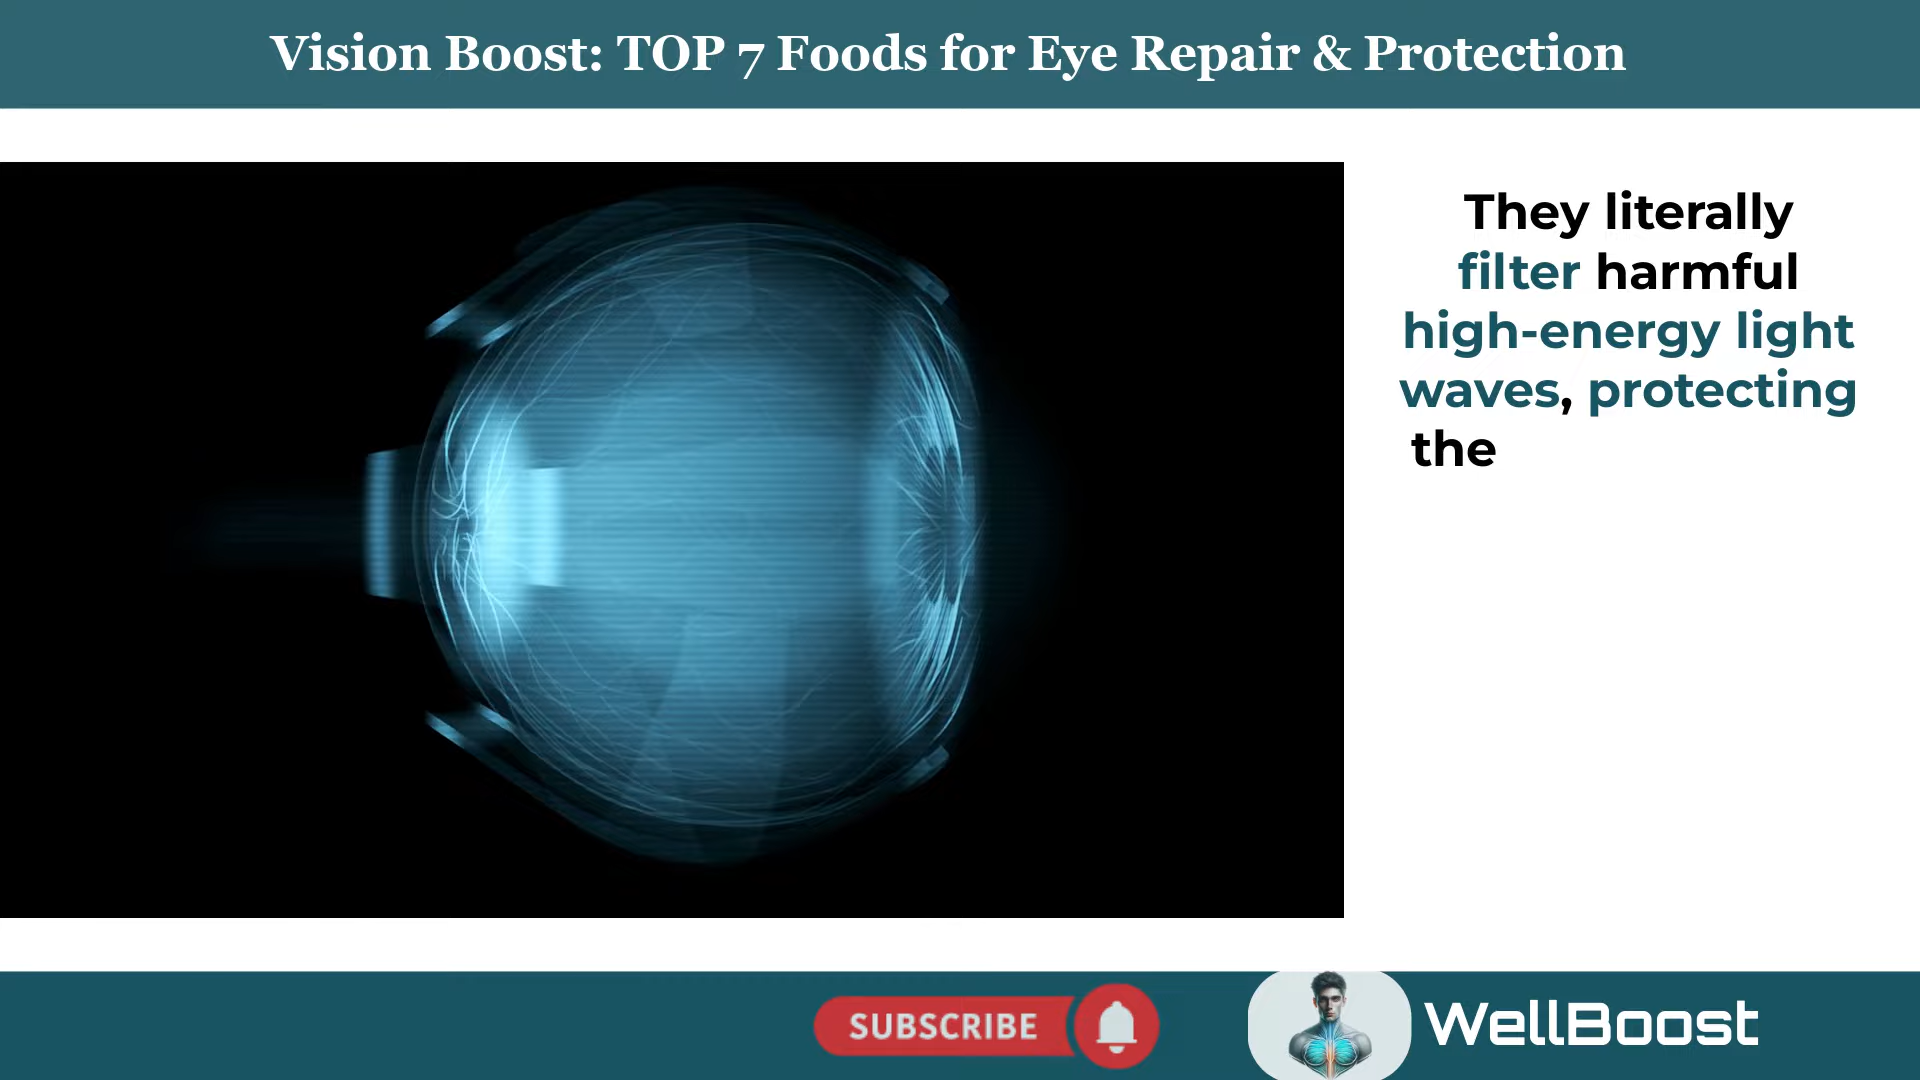 Vision Boost: TOP 7 Foods for Eye Repair & Protection
They literally
filter harmful
high-energy light
waves, protecting
the
SUBSCRIBE
WellBoost